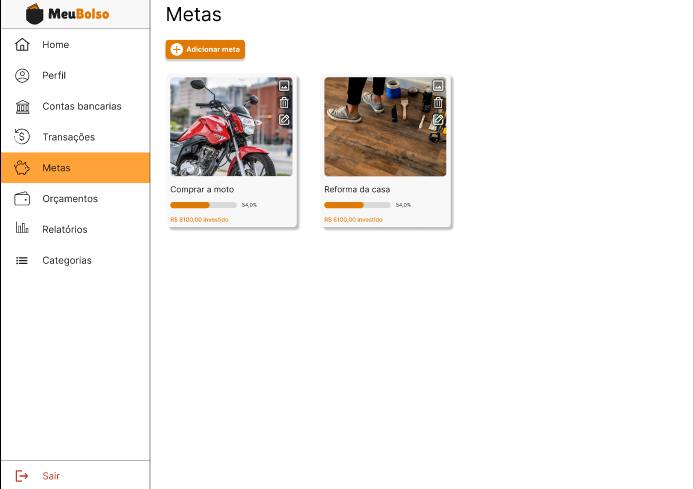 MeuBolso
Home
Perfil
Contas bancarias
Transações
Metas
Orçamentos
Relatórios
Categorias
Sair
Metas
Adicionar meta
Comprar a moto
54,0%
R$ 8100,00 investido
Reforma da casa
54,0%
R$ 8100,00 investido